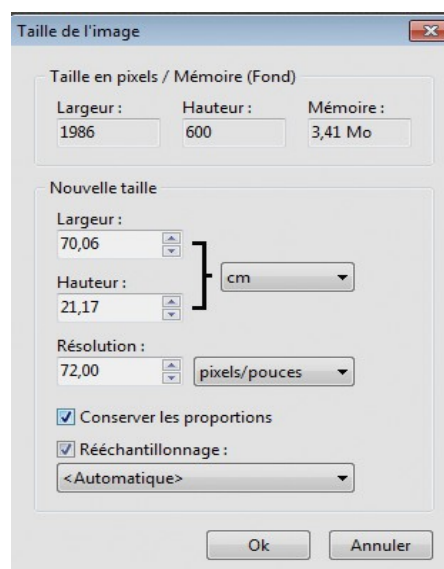 Taille de l'image
Taille en pixels / Mémoire (Fond)
Largeur : Hauteur : Mémoire :
1986 600 3,41 Mo
Nouvelle taille
Largeur :
70,06
cm
Hauteur :
21,17
Résolution :
72,00 pixels/pouces
Conserver les proportions
Rééchantillonnage :
<Automatique>
Ok Annuler